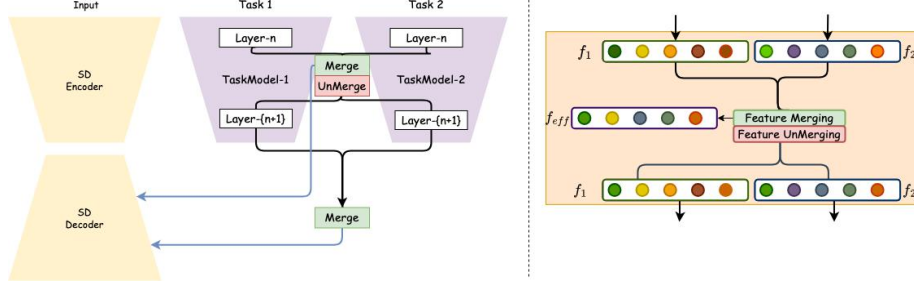 Input
Task 1
Task 2
Layer-n
Layer-n
Merge
UnMerge
SD
Encoder
TaskModel-1
TaskModel-2
Layer-{n+1}
Layer-{n+1}
SD
Decoder
Merge
f1
f2
feff
Feature Merging
Feature UnMerging
f1
f2